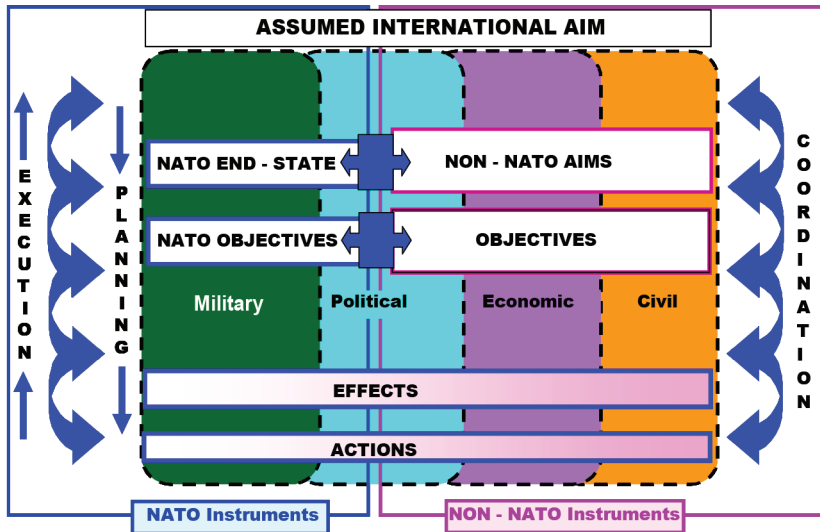 ASSUMED INTERNATIONAL AIM
EXECUTION
PLANNING
NATO END - STATE
NON - NATO AIMS
NATO OBJECTIVES
OBJECTIVES
Military
Political
Economic
Civil
EFFECTS
ACTIONS
COORDINATION
NATO Instruments
NON - NATO Instruments